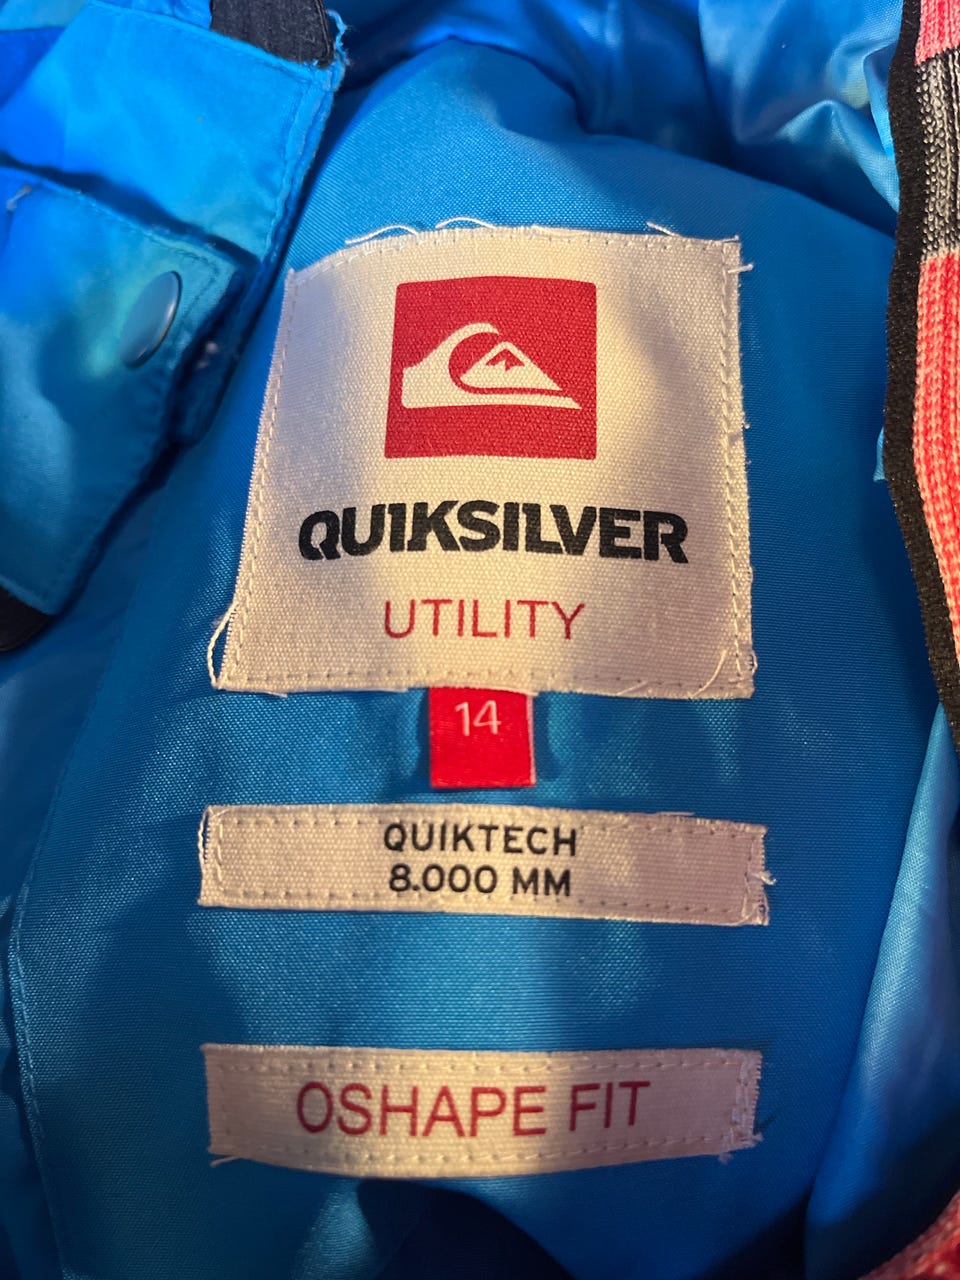 QUIKSILVER
UTILITY
14
QUIKTECH
8.000 MM
OSHAPE FIT